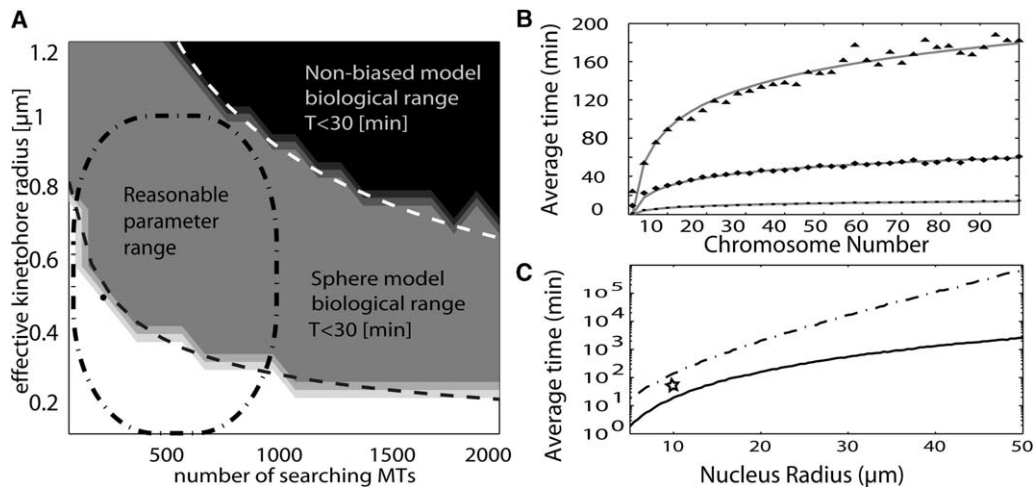 A
effective kinetohore radius [µm]
1.2
1
0.8
0.6
0.4
0.2
Non-biased model
biological range
T<30 [min]
Reasonable
parameter
range
Sphere model
biological range
T<30 [min]
500
1000
1500
2000
number of searching MTs
B
Average time (min)
200
160
120
80
40
0
10
20
30
40
50
60
70
80
90
Chromosome Number
C
Average time (min)
10^5
10^4
10^3
10^2
10^1
10^0
10
20
30
40
50
Nucleus Radius (µm)